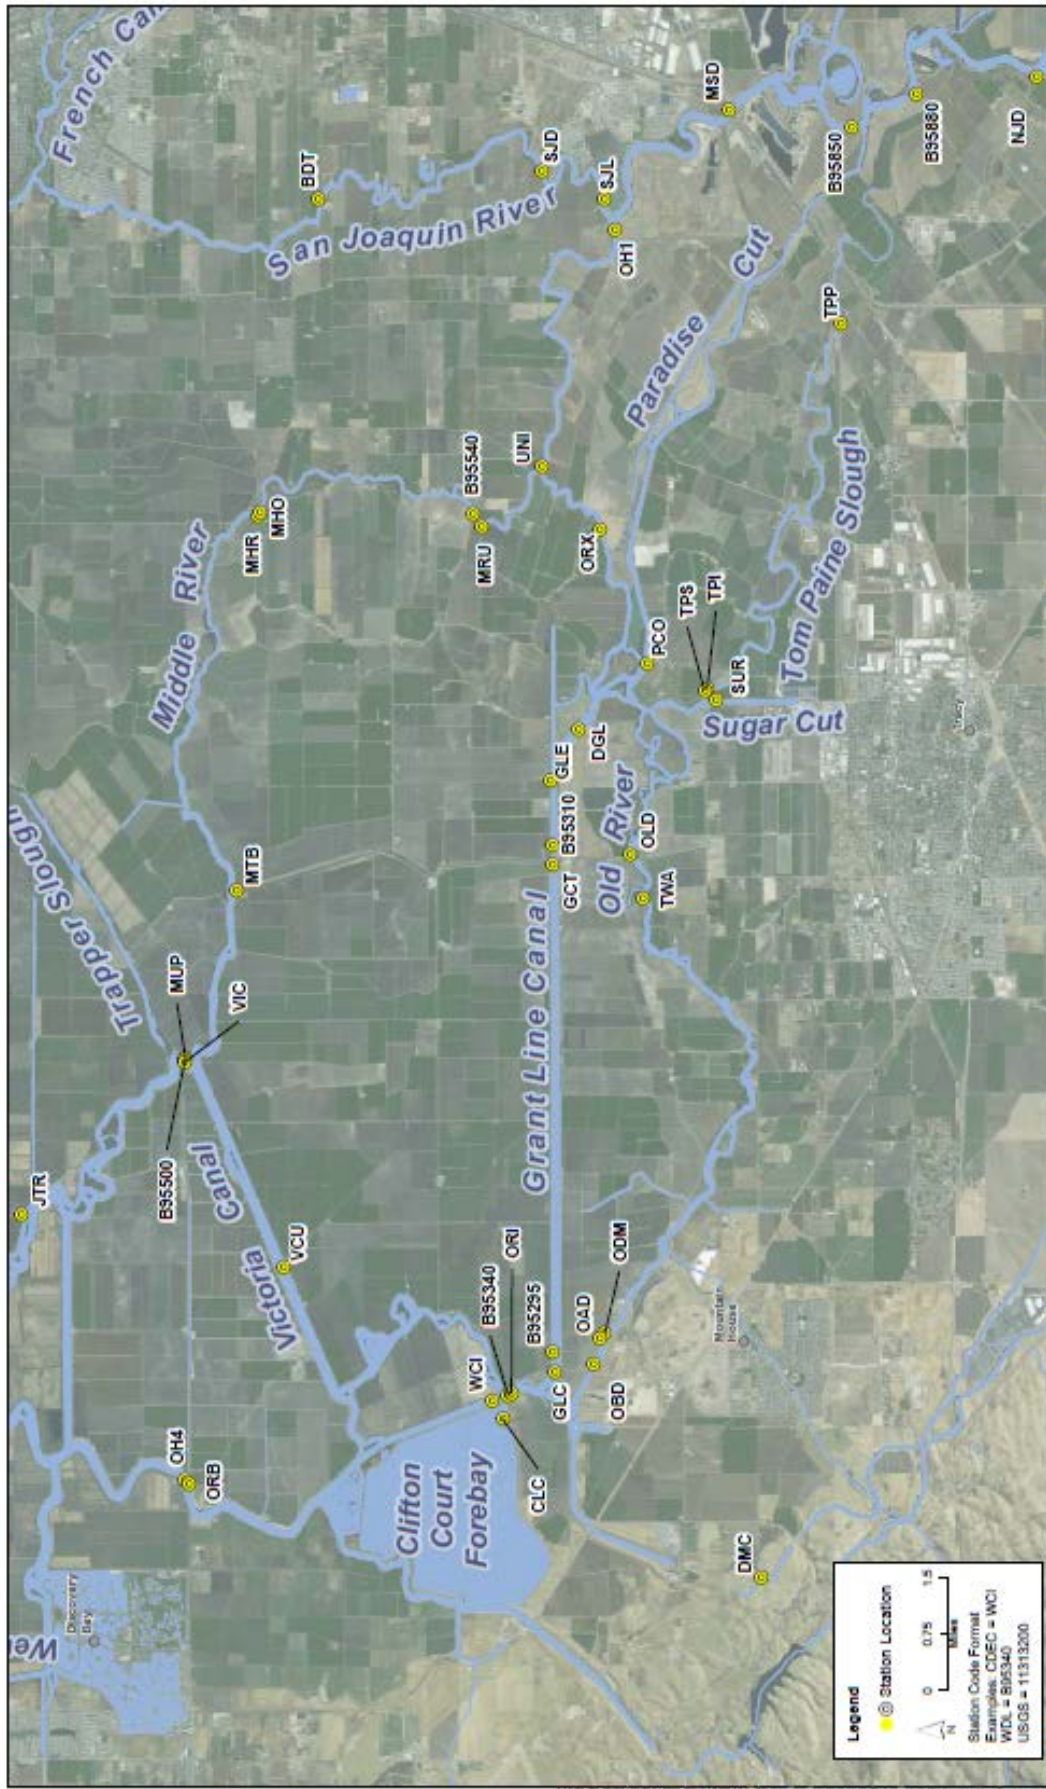 French
BDT
San Joaquin River
SJD
SJL
OH1
MSD
B95850
B95880
NJD
Paradise Cut
TPP
Tom Paine Slough
UNI
B95540
MRU
ORX
MHR
MHO
Middle River
PCO
TPS
TPI
SUR
Sugar Cut
Tracy
DGL
GLE
B95310
GCT
Old River
OLD
TWA
Grant Line Canal
Trapper Slough
MTB
MUP
VIC
B95500
JTR
Victoria Canal
VCU
ORI
B95340
B95295
WCI
GLC
OAD
ODM
OBD
Mountain
House
CLC
Clifton
Court
Forebay
OH4
ORB
Discovery
Bay
DMC
Legend
Station Location
N
0 0.75 1.5
Miles
Station Code Format
Examples: CDEC = WCI
WDL = B95340
USGS = 11313200